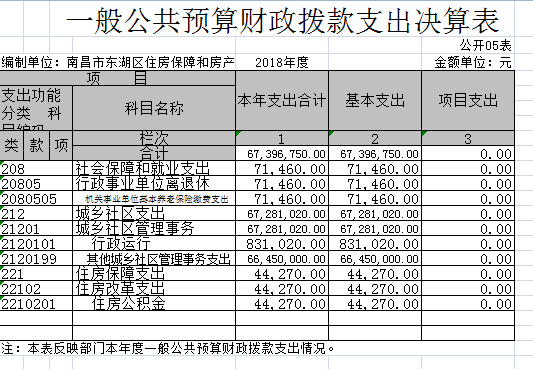 一般公共预算财政拨款支出决算表
公开05表
编制单位：南昌市东湖区住房保障和房产 2018年度 金额单位：元
项 目 本年支出合计 基本支出 项目支出
支出功能分类 科目编码 科目名称
类 款 项 栏次 1 2 3
合计 67,396,750.00 67,396,750.00 0.00
208 社会保障和就业支出 71,460.00 71,460.00 0.00
20805 行政事业单位离退休 71,460.00 71,460.00 0.00
2080505 机关事业单位基本养老保险缴费支出 71,460.00 71,460.00 0.00
212 城乡社区支出 67,281,020.00 67,281,020.00 0.00
21201 城乡社区管理事务 67,281,020.00 67,281,020.00 0.00
2120101 行政运行 831,020.00 831,020.00 0.00
2120199 其他城乡社区管理事务支出 66,450,000.00 66,450,000.00 0.00
221 住房保障支出 44,270.00 44,270.00 0.00
22102 住房改革支出 44,270.00 44,270.00 0.00
2210201 住房公积金 44,270.00 44,270.00 0.00
注：本表反映部门本年度一般公共预算财政拨款支出情况。